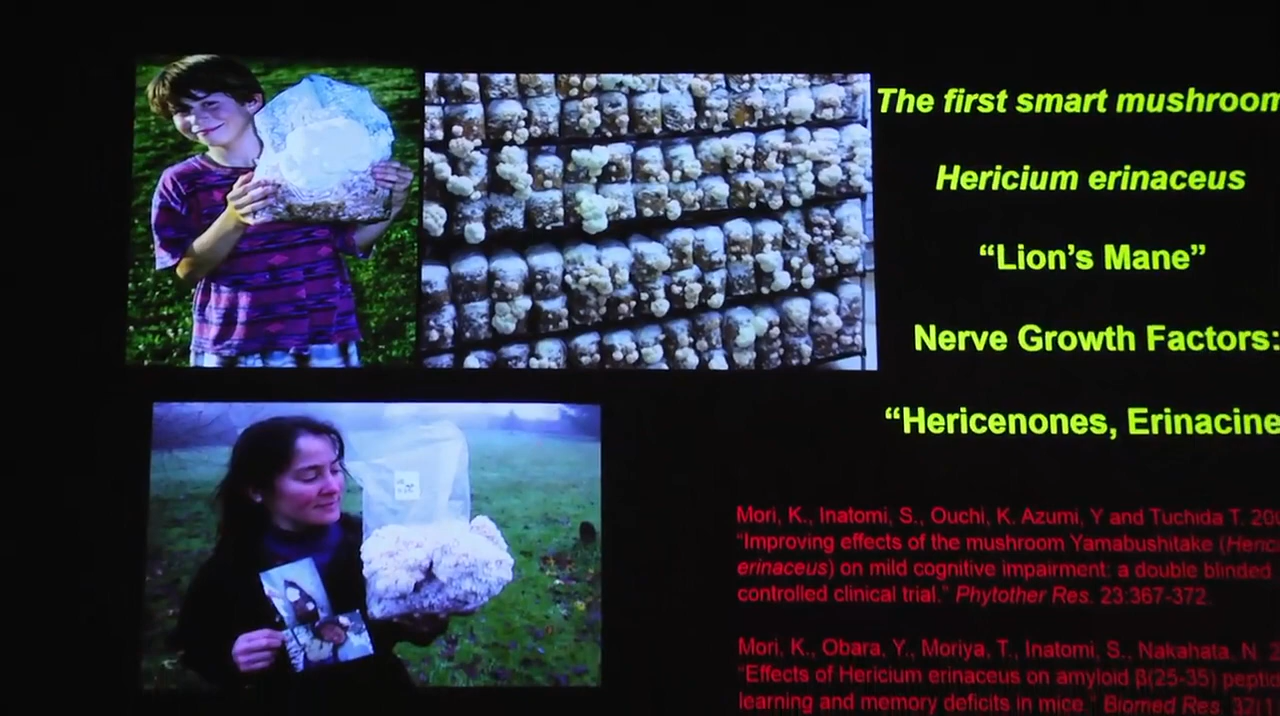 The first smart mushroom
Hericium erinaceus
“Lion’s Mane”
Nerve Growth Factors:
“Hericenones, Erinacine
Mori, K., Inatomi, S., Ouchi, K. Azumi, Y and Tuchida T. 20
“Improving effects of the mushroom Yamabushitake (Heric
erinaceus) on mild cognitive impairment: a double blinded
controlled clinical trial.” Phytother Res. 23:367-372.
Mori, K., Obara, Y., Moriya, T., Inatomi, S., Nakahata, N. 2
“Effects of Hericium erinaceus on amyloid β(25-35) peptid
learning and memory deficits in mice.” Biomed Res. 37(1